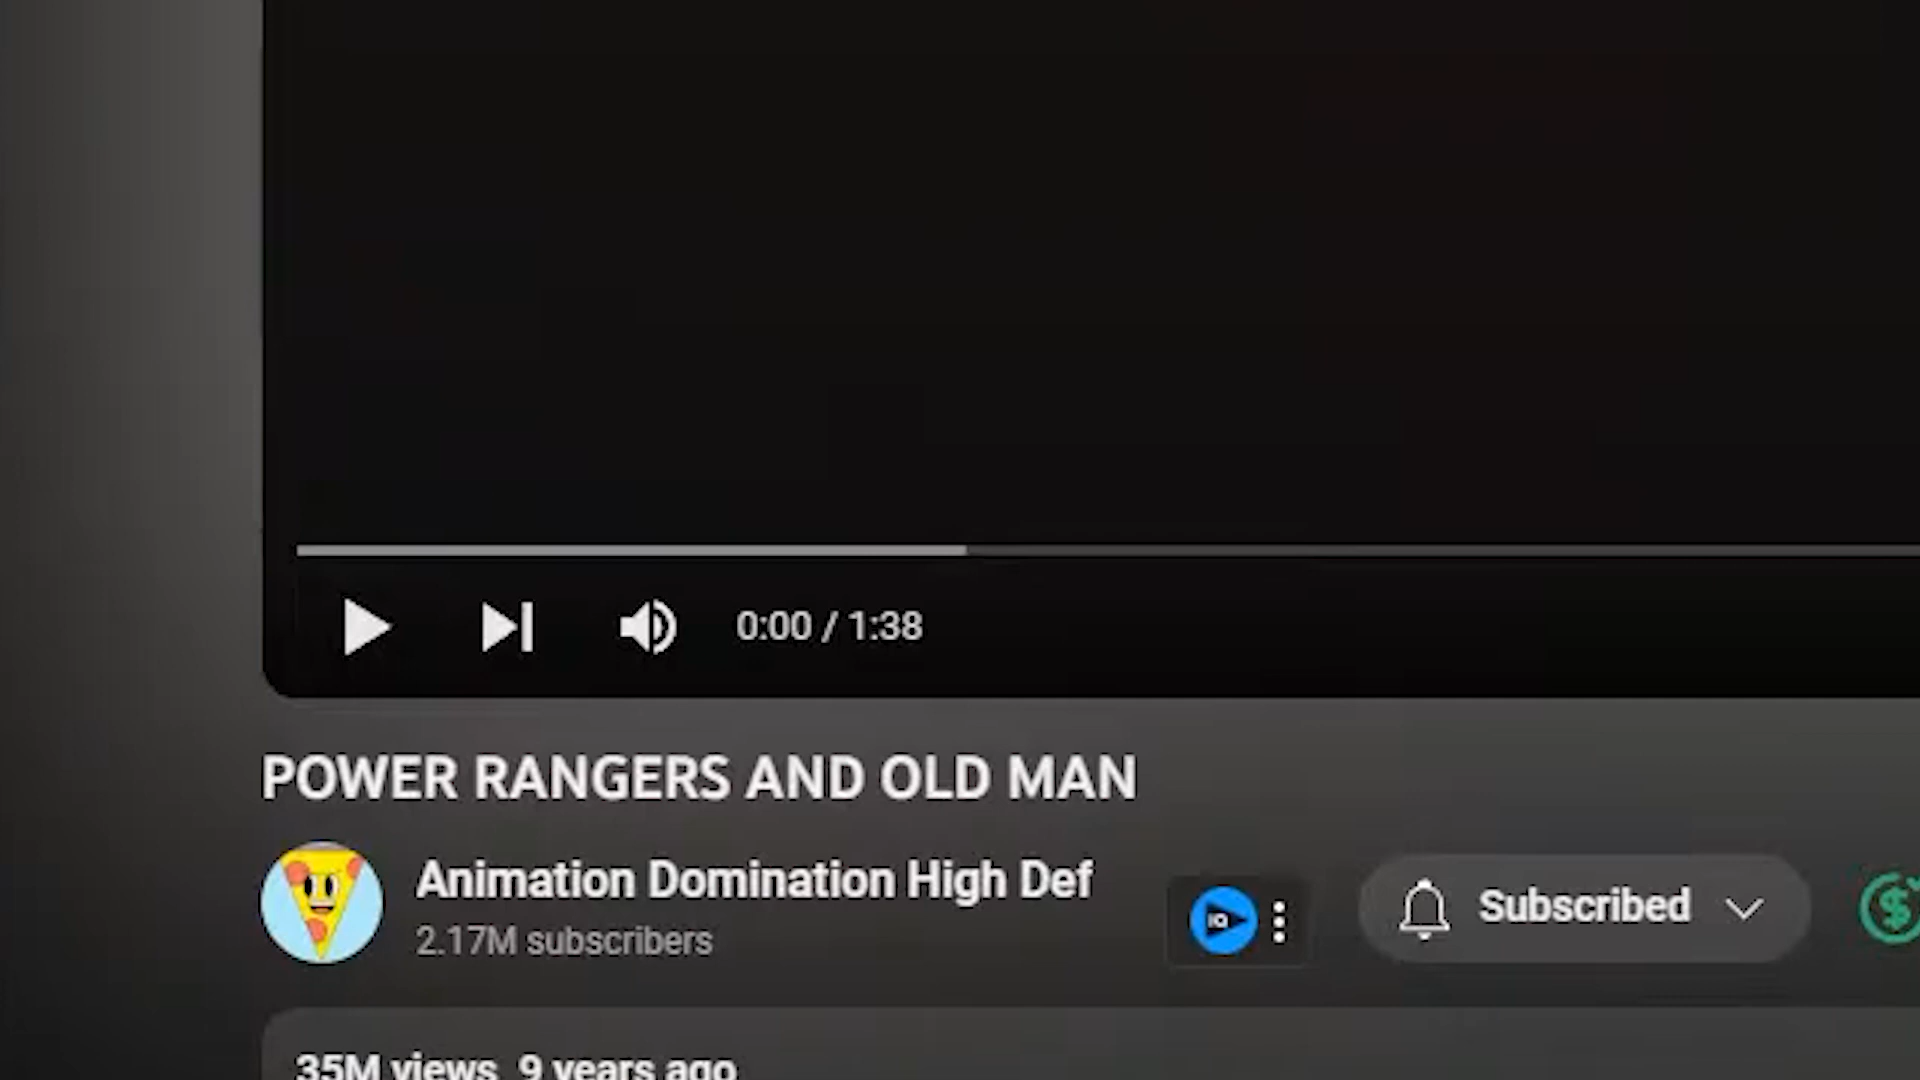 0:00 / 1:38
POWER RANGERS AND OLD MAN
Animation Domination High Def
2.17M subscribers
IQ
Subscribed
$
35M views 9 years ago